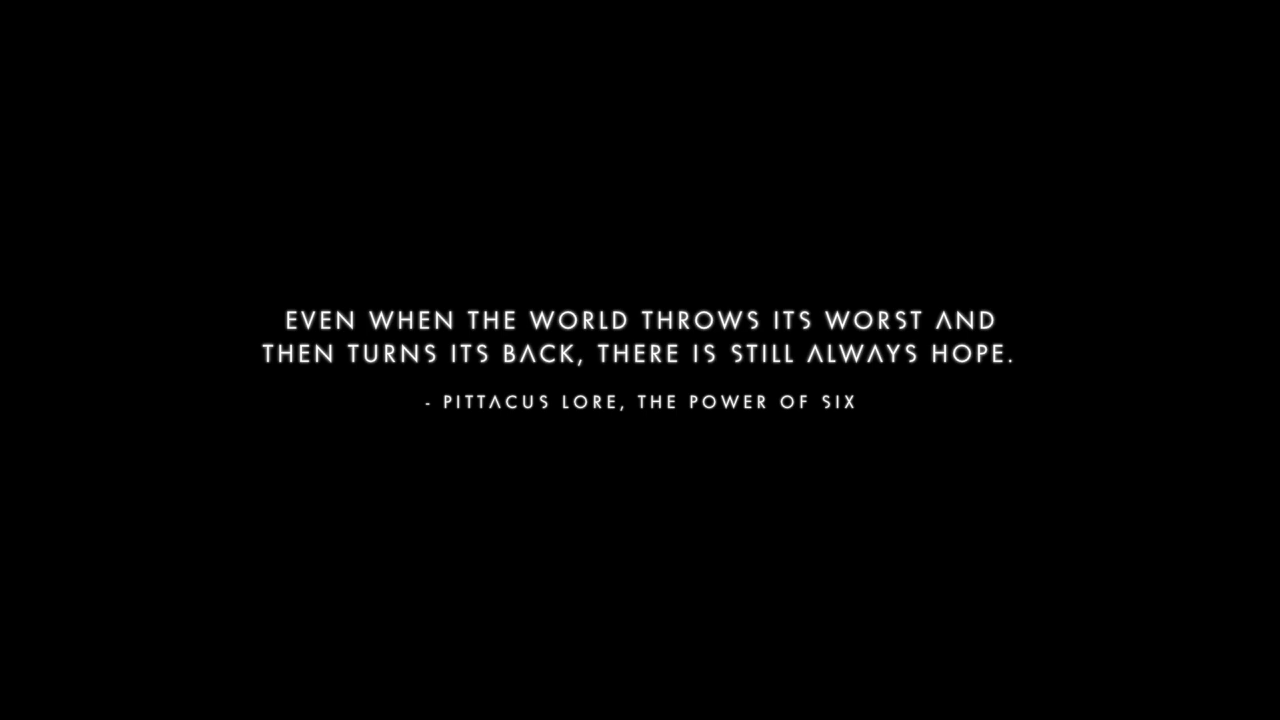 EVEN WHEN THE WORLD THROWS ITS WORST AND
THEN TURNS ITS BACK, THERE IS STILL ALWAYS HOPE.
- PITTACUS LORE, THE POWER OF SIX